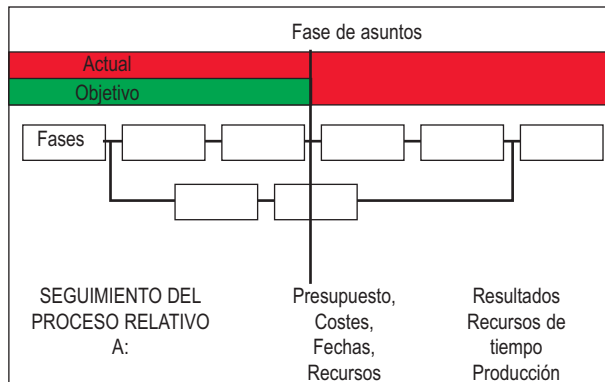 Fase de asuntos
Actual
Objetivo
Fases
SEGUIMIENTO DEL
PROCESO RELATIVO
A:
Presupuesto,
Costes,
Fechas,
Recursos
Resultados
Recursos de
tiempo
Producción